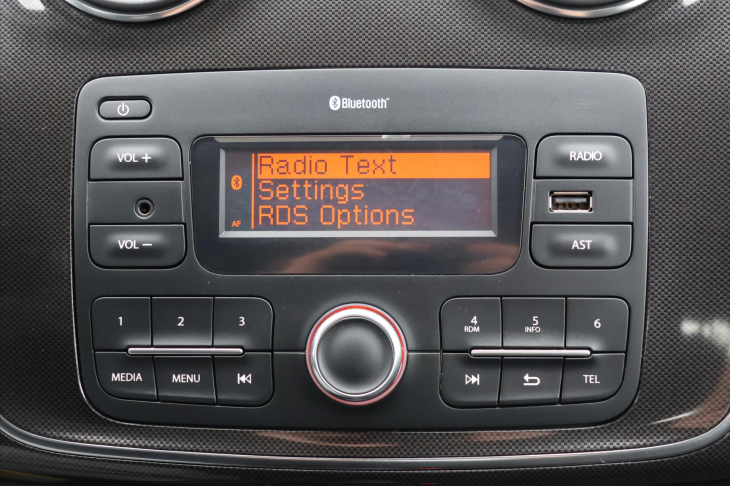 Bluetooth
VOL +
RADIO
Radio Text
Settings
AF
RDS Options
VOL −
AST
1
2
3
4
RDM
5
INFO
6
MEDIA
MENU
TEL